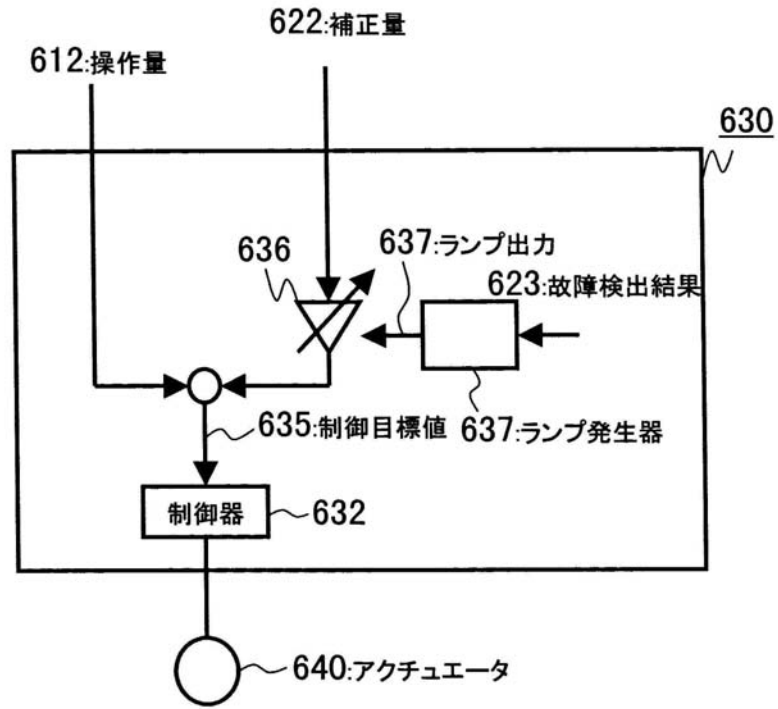 622:補正量
612:操作量
630
636
637:ランプ出力
623:故障検出結果
635:制御目標値
637:ランプ発生器
制御器
632
640:アクチュエータ